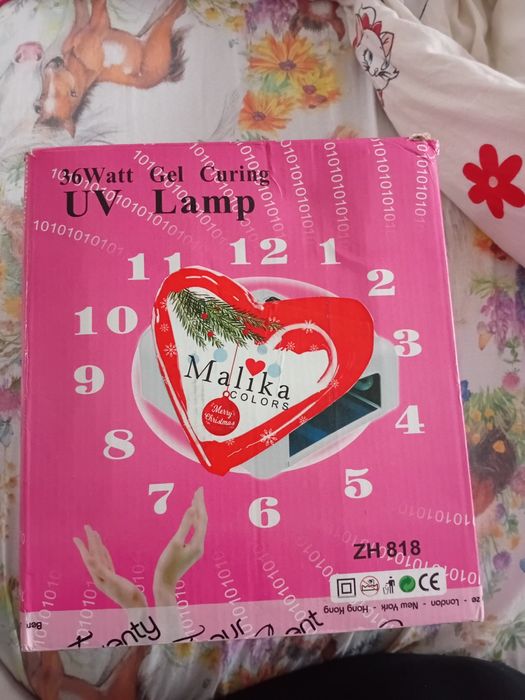 36Watt Gel Curing
UV Lamp
12
11
1
10
2
9
3
8
4
7
6
5
Malika
COLORS
Merry
Christmas
ZH 818
CE
London - New York - Hong Kong